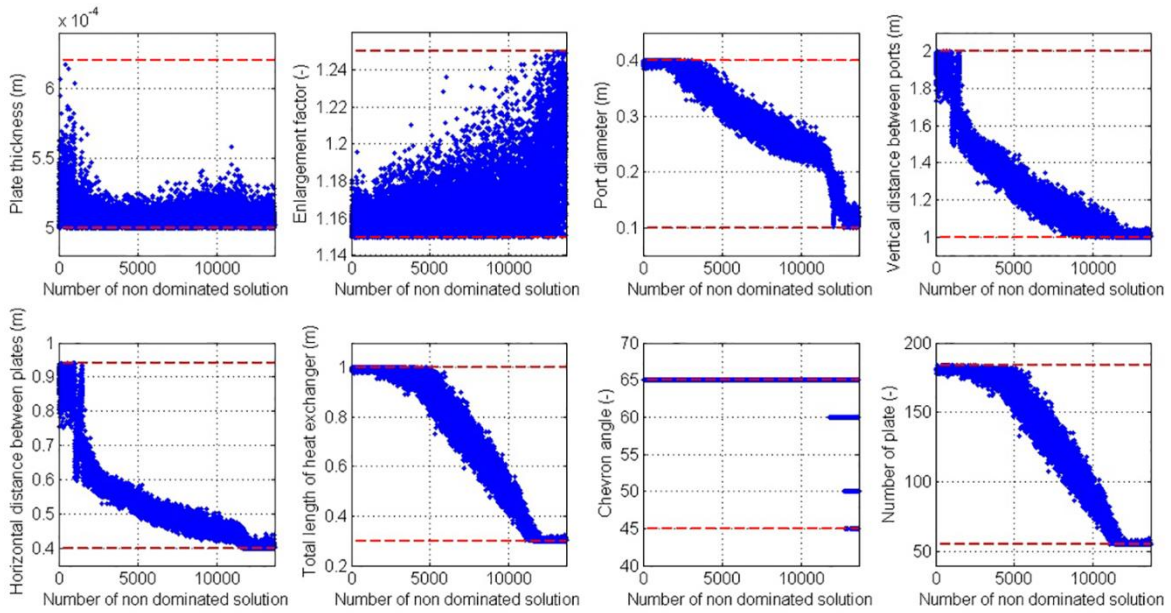 x 10⁻⁴
Plate thickness (m)
6
5.5
5
0 5000 10000
Number of non dominated solution
Enlargement factor (-)
1.24
1.22
1.2
1.18
1.16
1.14
0 5000 10000
Number of non dominated solution
Port diameter (m)
0.4
0.3
0.2
0.1
0 5000 10000
Number of non dominated solution
Vertical distance between ports (m)
2
1.8
1.6
1.4
1.2
1
0 5000 10000
Number of non dominated solution
Horizontal distance between plates (m)
1
0.9
0.8
0.7
0.6
0.5
0.4
0 5000 10000
Number of non dominated solution
Total length of heat exchanger (m)
1
0.8
0.6
0.4
0.2
0 5000 10000
Number of non dominated solution
Chevron angle (-)
70
65
60
55
50
45
40
0 5000 10000
Number of non dominated solution
Number of plate (-)
200
150
100
50
0 5000 10000
Number of non dominated solution